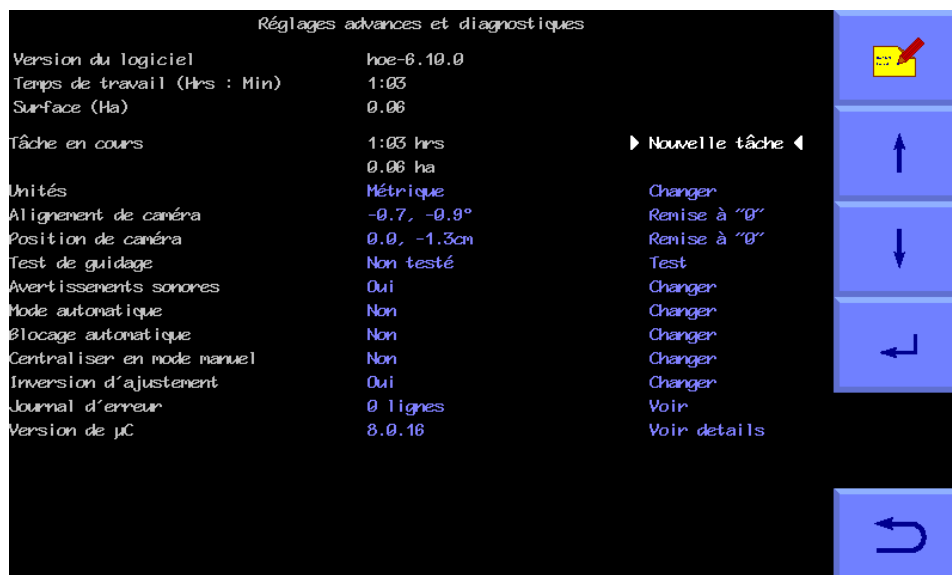 Réglages advances et diagnostiques
Version du logiciel hoe-6.10.0
Temps de travail (Hrs : Min) 1:03
Surface (Ha) 0.06
Tâche en cours 1:03 hrs Nouvelle tâche
0.06 ha
Unités Métrique Changer
Alignement de caméra -0.7, -0.9° Remise à "0"
Position de caméra 0.0, -1.3cm Remise à "0"
Test de guidage Non testé Test
Avertissements sonores Oui Changer
Mode automatique Non Changer
Blocage automatique Non Changer
Centraliser en mode manuel Non Changer
Inversion d'ajustement Oui Changer
Journal d'erreur 0 lignes Voir
Version de µC 8.0.16 Voir details